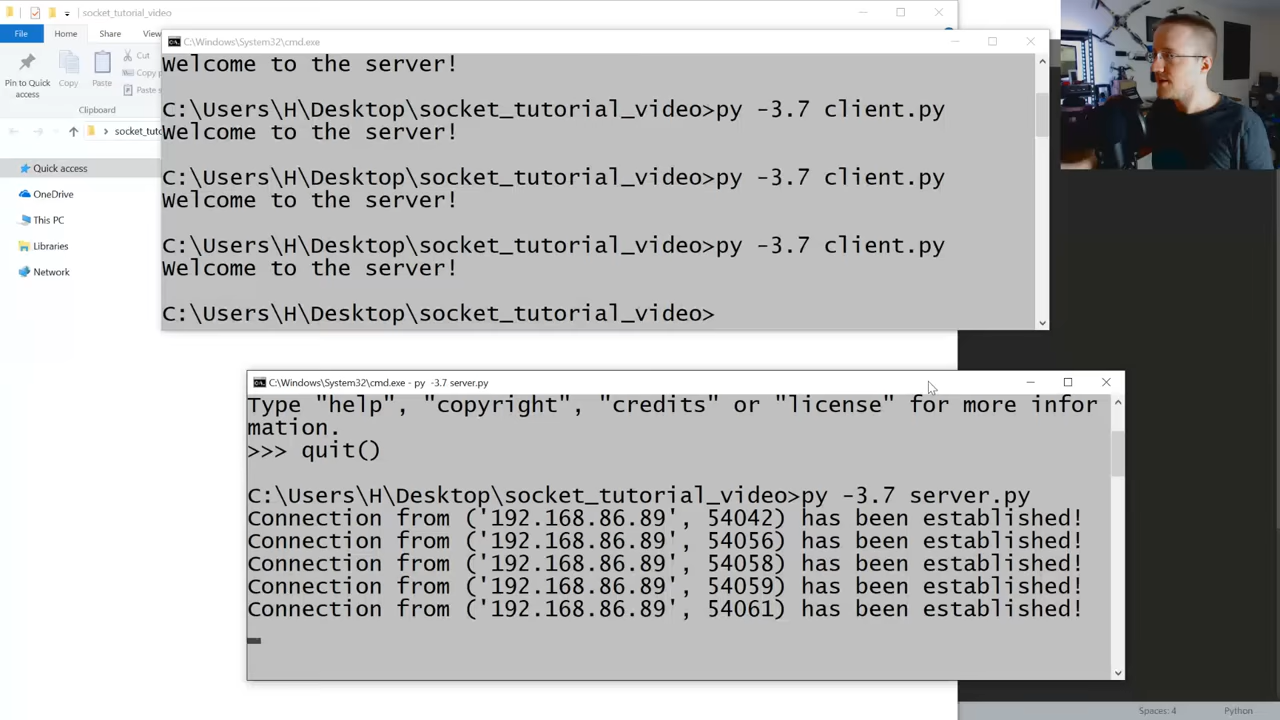 socket_tutorial_video
File
Home
Share
View
Pin to Quick
access
Copy
Paste
Cut
Clipboard
Quick access
OneDrive
This PC
Libraries
Network
C:\Windows\System32\cmd.exe
Welcome to the server!
C:\Users\H\Desktop\socket_tutorial_video>py -3.7 client.py
Welcome to the server!
C:\Users\H\Desktop\socket_tutorial_video>py -3.7 client.py
Welcome to the server!
C:\Users\H\Desktop\socket_tutorial_video>py -3.7 client.py
Welcome to the server!
C:\Users\H\Desktop\socket_tutorial_video>
C:\Windows\System32\cmd.exe - py -3.7 server.py
Type "help", "copyright", "credits" or "license" for more infor
mation.
>>> quit()
C:\Users\H\Desktop\socket_tutorial_video>py -3.7 server.py
Connection from ('192.168.86.89', 54042) has been established!
Connection from ('192.168.86.89', 54056) has been established!
Connection from ('192.168.86.89', 54058) has been established!
Connection from ('192.168.86.89', 54059) has been established!
Connection from ('192.168.86.89', 54061) has been established!
Spaces: 4
Python